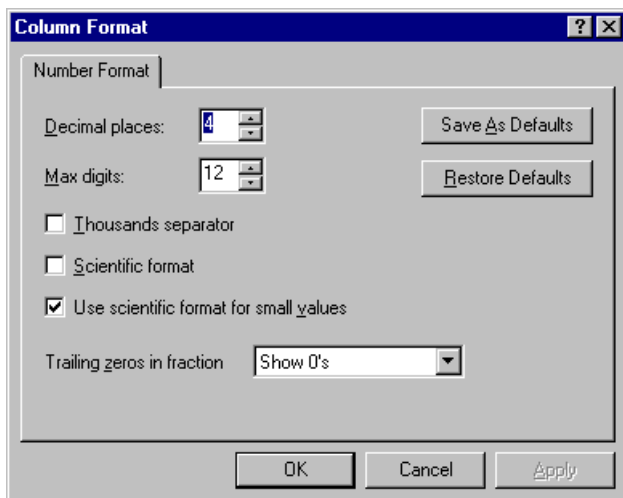 Column Format
Number Format
Decimal places: 4 Save As Defaults
Max digits: 12 Restore Defaults
Thousands separator
Scientific format
Use scientific format for small values
Trailing zeros in fraction Show 0's
OK Cancel Apply